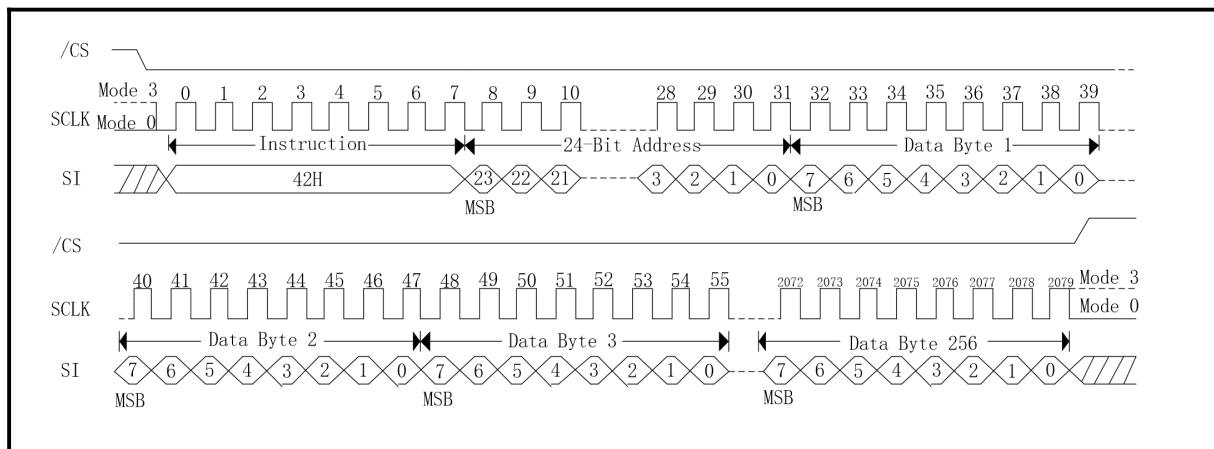 /CS
Mode 3 0 1 2 3 4 5 6 7 8 9 10 28 29 30 31 32 33 34 35 36 37 38 39
SCLK
Mode 0
Instruction 24-Bit Address Data Byte 1
SI 42H 23 22 21 3 2 1 0 7 6 5 4 3 2 1 0
MSB MSB
/CS
40 41 42 43 44 45 46 47 48 49 50 51 52 53 54 55 2072 2073 2074 2075 2076 2077 2078 2079 Mode 3
SCLK Mode 0
Data Byte 2 Data Byte 3 Data Byte 256
SI 7 6 5 4 3 2 1 0 7 6 5 4 3 2 1 0 7 6 5 4 3 2 1 0
MSB MSB MSB